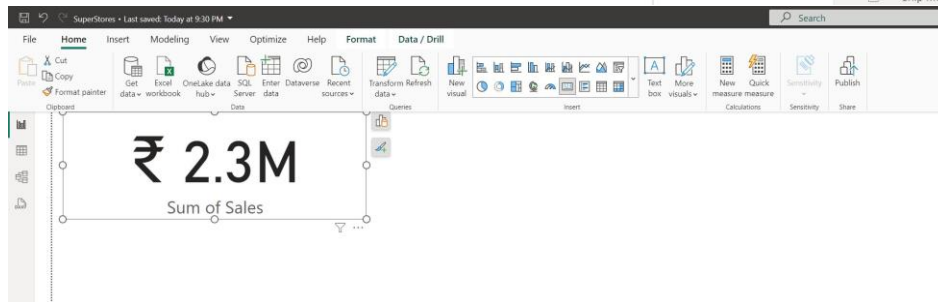 SuperStores • Last saved: Today at 9:30 PM
Search
File Home Insert Modeling View Optimize Help Format Data / Drill
Paste
Cut
Copy
Format painter
Clipboard
Get data
Excel workbook
OneLake data hub
SQL Server
Enter data
Dataverse
Recent sources
Data
Transform data
Refresh
Queries
New visual
A
Text box
More visuals
Insert
New measure
Quick measure
Calculations
Sensitivity
Sensitivity
Publish
Share
₹ 2.3M
Sum of Sales